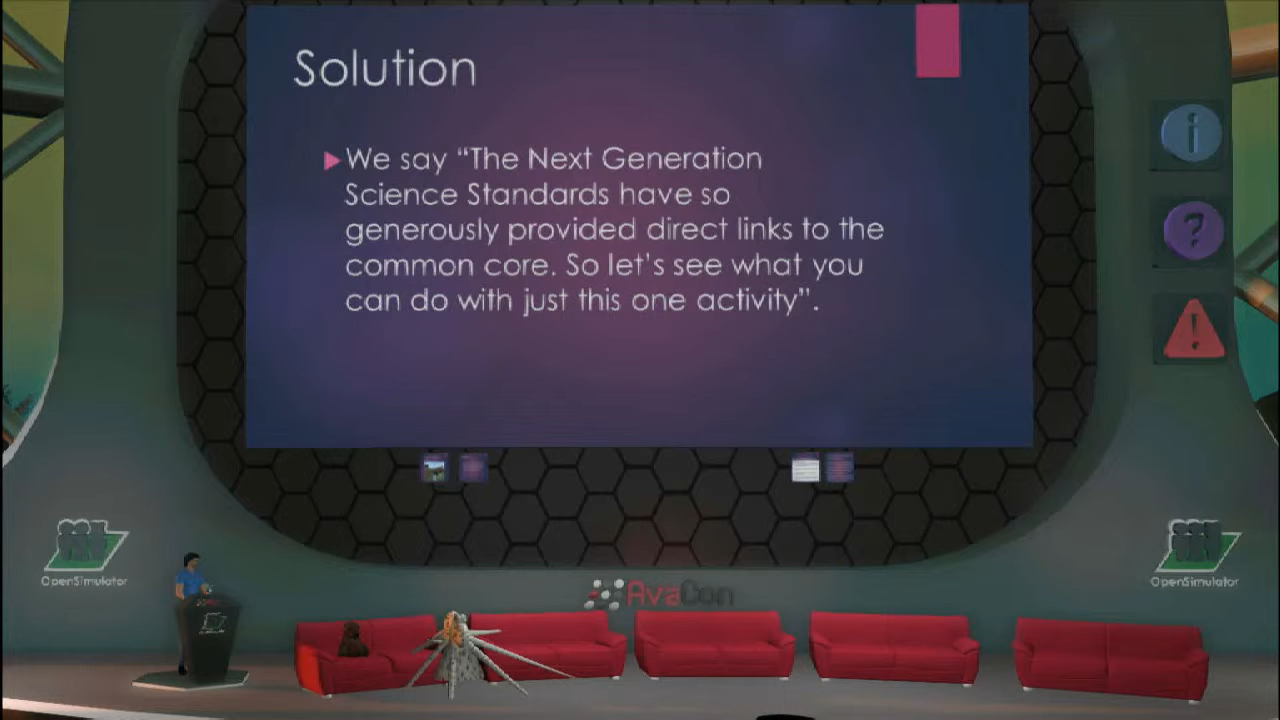 Solution
We say “The Next Generation
Science Standards have so
generously provided direct links to the
common core. So let's see what you
can do with just this one activity”.
i
?
!
OpenSimulator
OpenSimulator
AvaCon